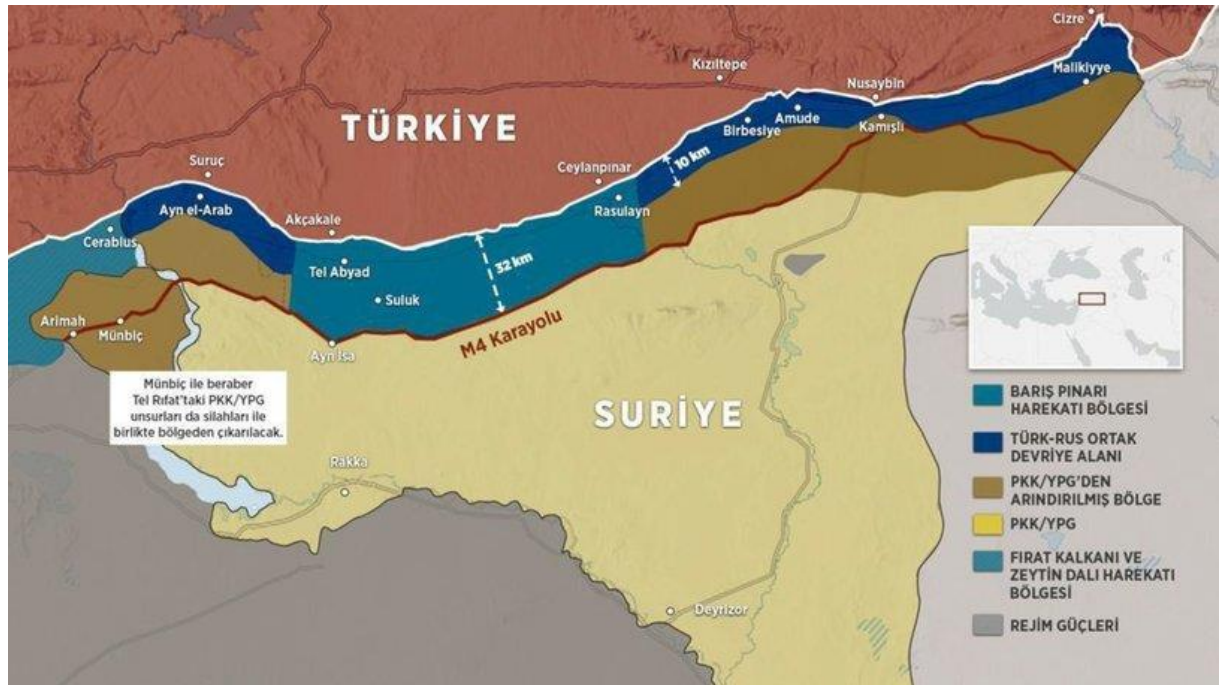 Cizre
Kızıltepe
Nusaybin
Malikiyye
TÜRKİYE
Amude
Birbesiye
Kamışlı
Suruç
10 km
Ceylanpınar
Ayn el-Arab
Akçakale
Rasulayn
Cerablus
32 km
Tel Abyad
Suluk
Arimah
Münbiç
M4 Karayolu
Ayn İsa
Münbiç ile beraber
Tel Rıfat'taki PKK/YPG
unsurları da silahları ile
birlikte bölgeden çıkarılacak.
SURİYE
Rakka
Deyrizor
BARIŞ PINARI
HAREKATI BÖLGESİ
TÜRK-RUS ORTAK
DEVRİYE ALANI
PKK/YPG'DEN
ARINDIRILMIŞ BÖLGE
PKK/YPG
FIRAT KALKANI VE
ZEYTİN DALI HAREKATI
BÖLGESİ
REJİM GÜÇLERİ